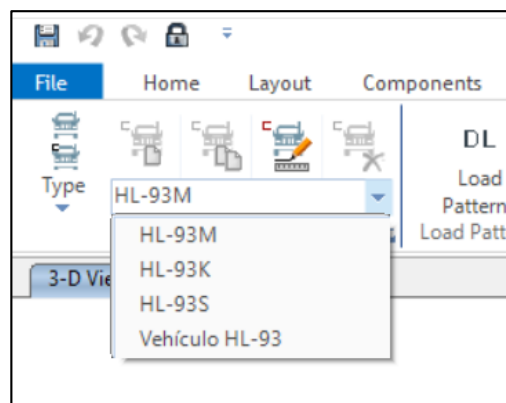 File Home Layout Components
Type
HL-93M
HL-93M
HL-93K
HL-93S
Vehículo HL-93
DL
Load
Pattern
Load Patt
3-D Vie